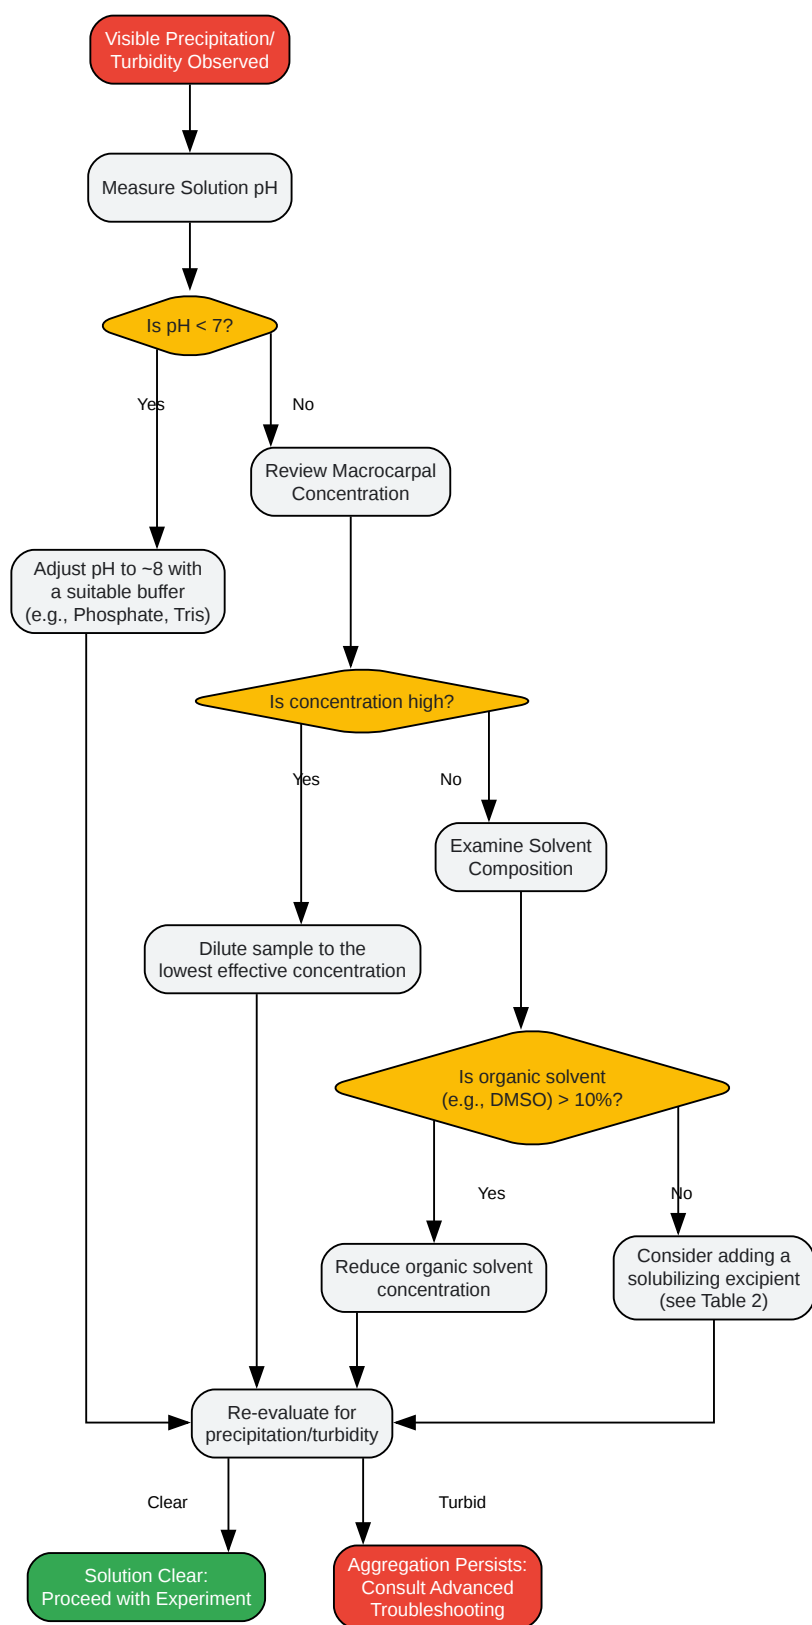 Visible Precipitation/
Turbidity Observed
Measure Solution pH
Is pH < 7?
Yes
No
Review Macrocarpal
Concentration
Adjust pH to ~8 with
a suitable buffer
(e.g., Phosphate, Tris)
Is concentration high?
Yes
No
Examine Solvent
Composition
Dilute sample to the
lowest effective concentration
Is organic solvent
(e.g., DMSO) > 10%?
Yes
No
Reduce organic solvent
concentration
Consider adding a
solubilizing excipient
(see Table 2)
Re-evaluate for
precipitation/turbidity
Clear
Turbid
Solution Clear:
Proceed with Experiment
Aggregation Persists:
Consult Advanced
Troubleshooting